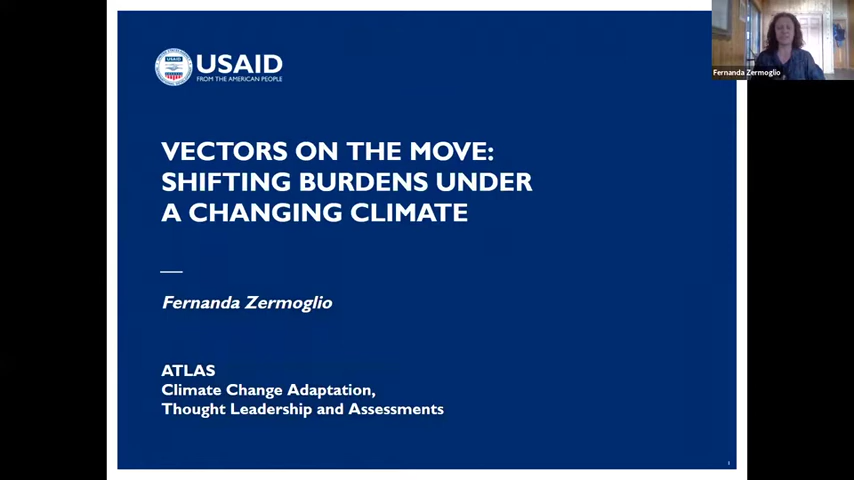 USAID
FROM THE AMERICAN PEOPLE
Fernanda Zermoglio
VECTORS ON THE MOVE:
SHIFTING BURDENS UNDER
A CHANGING CLIMATE
Fernanda Zermoglio
ATLAS
Climate Change Adaptation,
Thought Leadership and Assessments